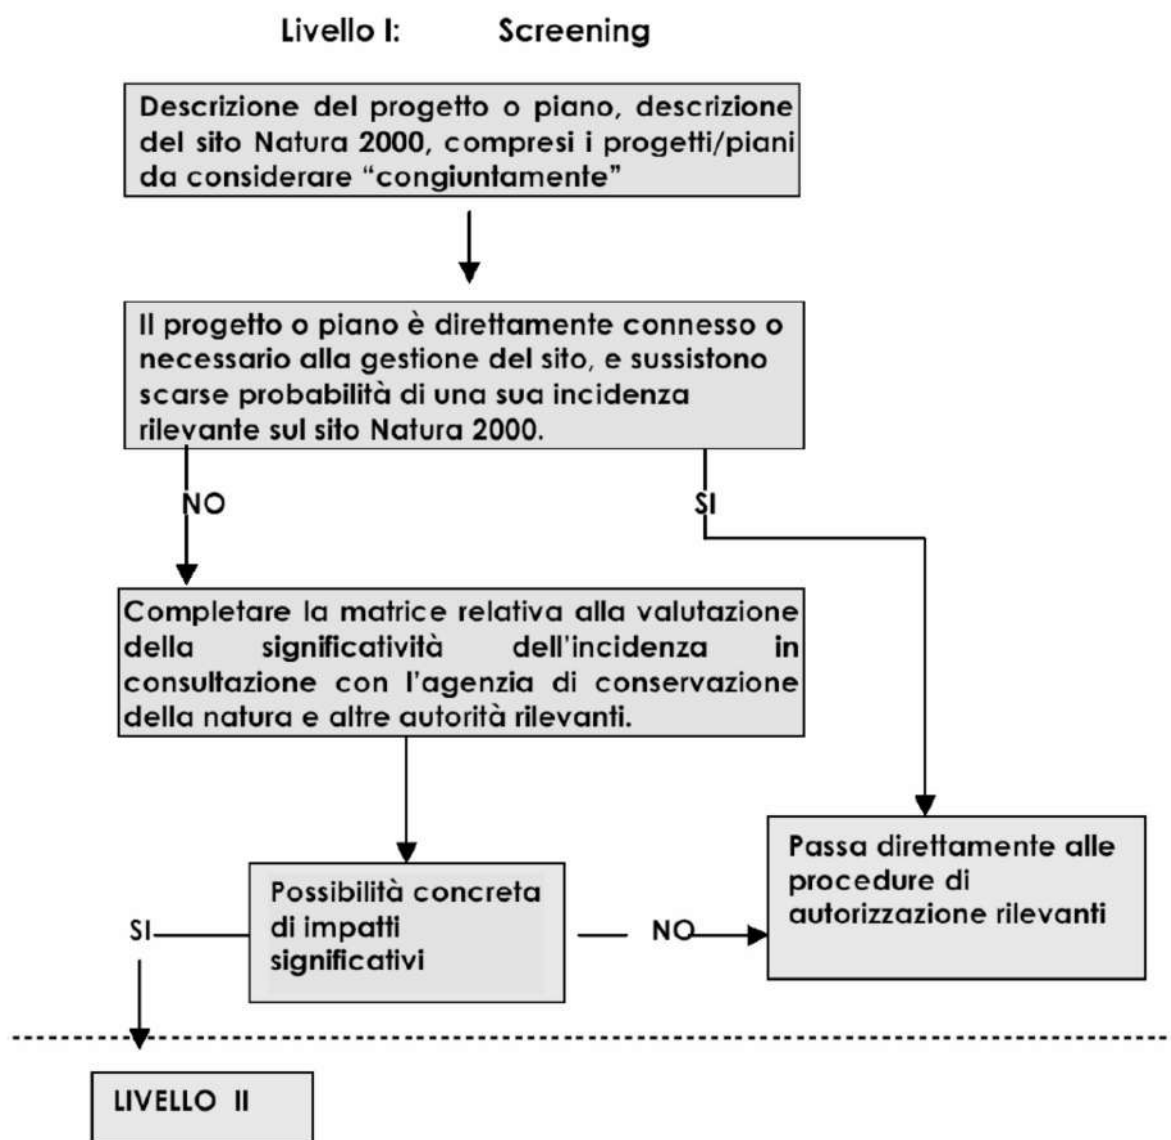 Livello I: Screening
Descrizione del progetto o piano, descrizione
del sito Natura 2000, compresi i progetti/piani
da considerare “congiuntamente”
Il progetto o piano è direttamente connesso o
necessario alla gestione del sito, e sussistono
scarse probabilità di una sua incidenza
rilevante sul sito Natura 2000.
NO
SI
Completare la matrice relativa alla valutazione
della significatività dell'incidenza in
consultazione con l'agenzia di conservazione
della natura e altre autorità rilevanti.
Possibilità concreta
di impatti
significativi
SI
NO
Passa direttamente alle
procedure di
autorizzazione rilevanti
LIVELLO II